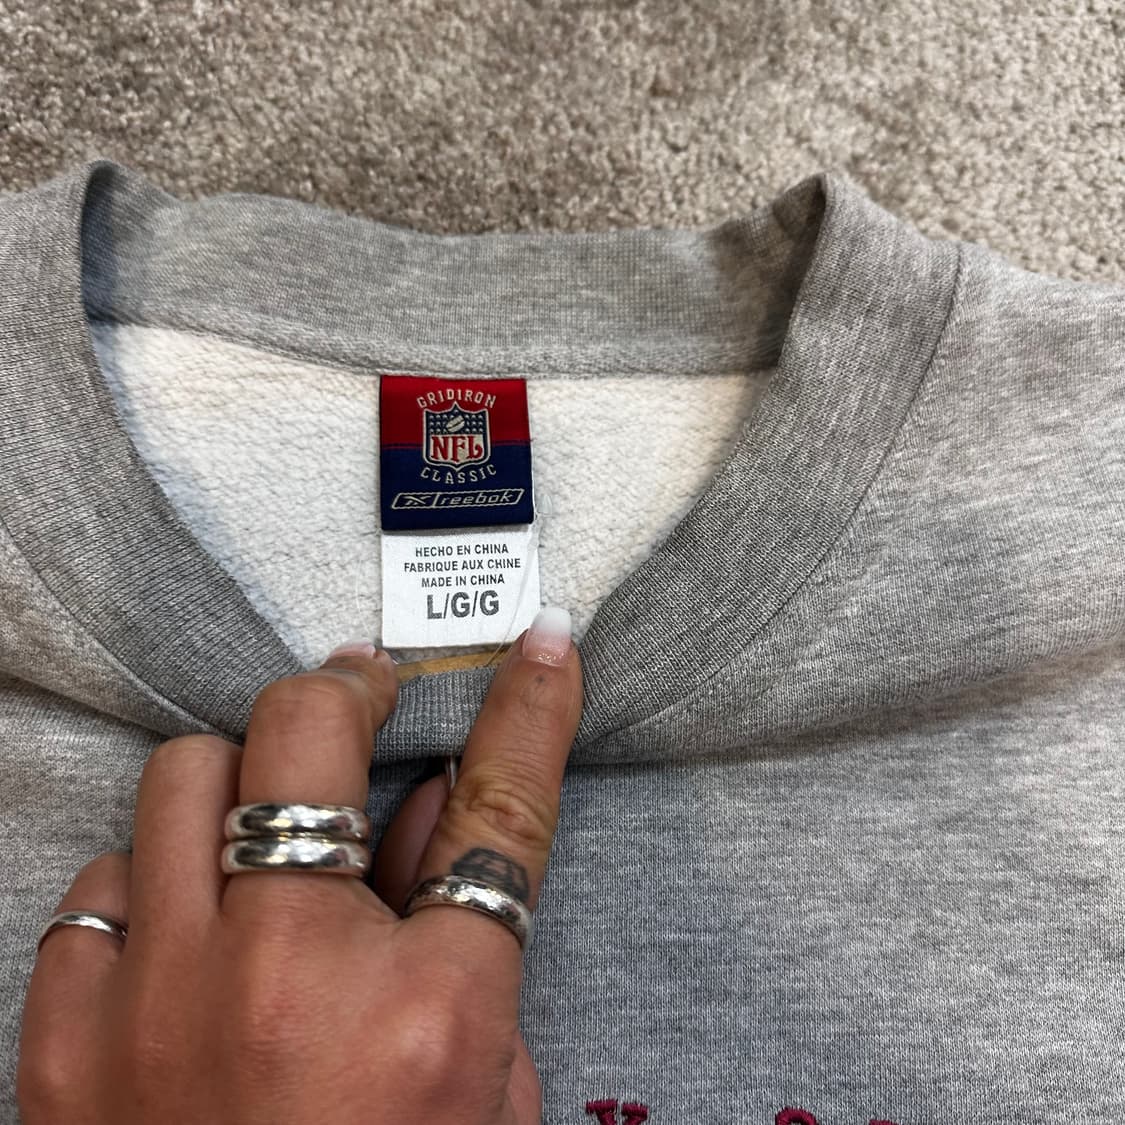 GRIDIRON
NFL
CLASSIC
reebok
HECHO EN CHINA
FABRIQUE AUX CHINE
MADE IN CHINA
L/G/G